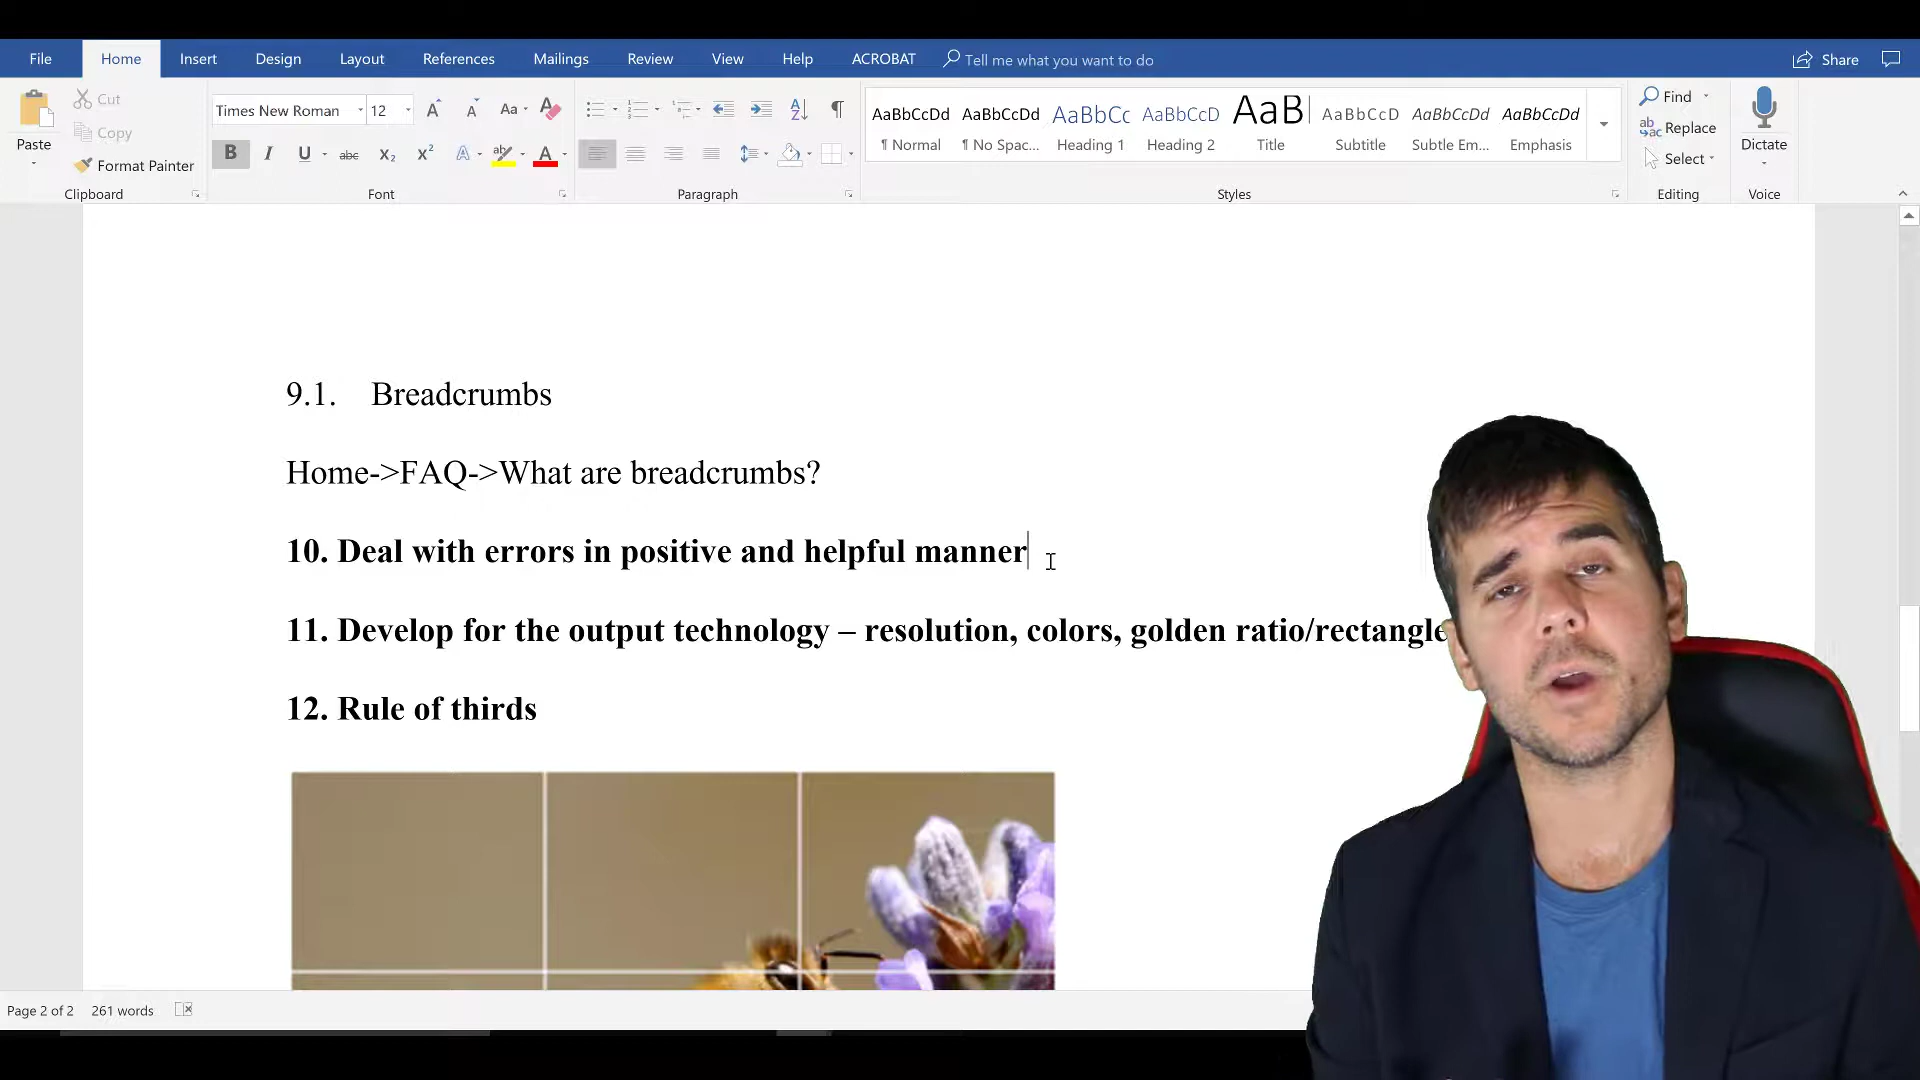 File Home Insert Design Layout References Mailings Review View Help ACROBAT Tell me what you want to do Share
Paste
Cut
Copy
Format Painter
Clipboard
Times New Roman 12
Font
Paragraph
AaBbCcDd AaBbCcDd AaBbCc AaBbCcD AaB AaBbCcD AaBbCcDd AaBbCcDd
¶ Normal ¶ No Spac... Heading 1 Heading 2 Title Subtitle Subtle Em... Emphasis
Styles
Find
Replace
Select
Editing
Dictate
Voice
9.1. Breadcrumbs
Home->FAQ->What are breadcrumbs?
10. Deal with errors in positive and helpful manner
11. Develop for the output technology – resolution, colors, golden ratio/rectangle
12. Rule of thirds
Page 2 of 2 261 words